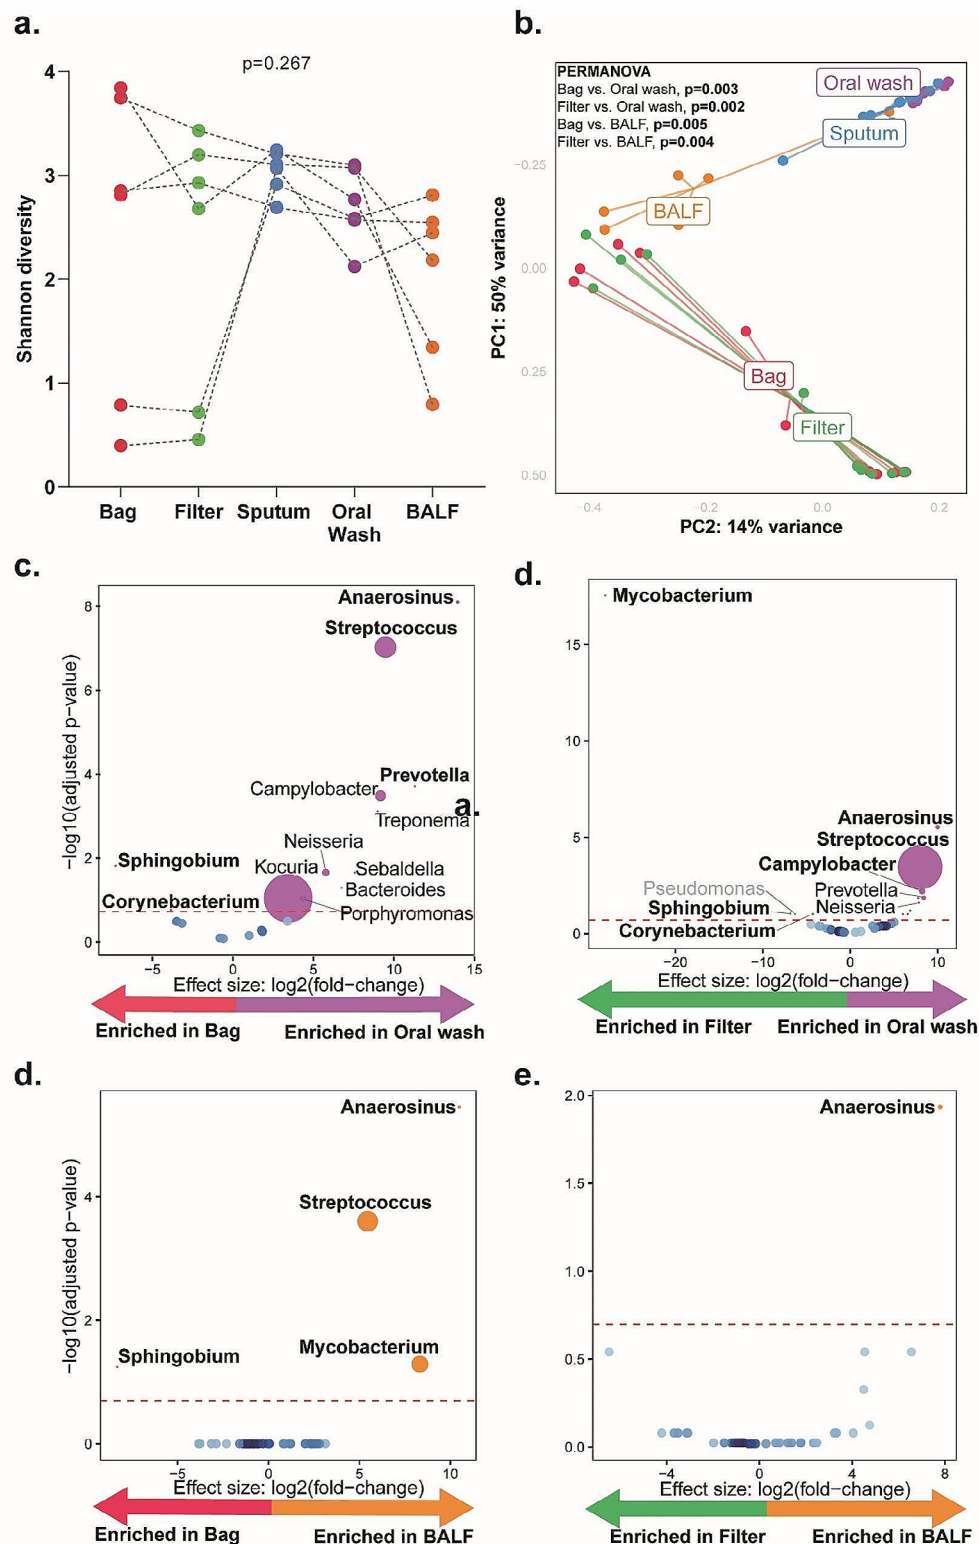 a.
p=0.267
4
3
2
1
0
Shannon diversity
Bag
Filter
Sputum
Oral
Wash
BALF
b.
PERMANOVA
Bag vs. Oral wash, p=0.003
Filter vs. Oral wash, p=0.002
Bag vs. BALF, p=0.005
Filter vs. BALF, p=0.004
Oral wash
Sputum
BALF
Bag
Filter
PC1: 50% variance
−0.25
0.00
0.25
0.50
−0.4
−0.2
0.0
0.2
PC2: 14% variance
c.
Anaerosinus
Streptococcus
Prevotella
Campylobacter
a.
Treponema
Neisseria
Sphingobium
Kocuria
Sebaldella
Bacteroides
Corynebacterium
Porphyromonas
−log10(adjusted p−value)
8
6
4
2
0
−5
0
5
10
15
Effect size: log2(fold−change)
Enriched in Bag
Enriched in Oral wash
d.
Mycobacterium
Anaerosinus
Streptococcus
Campylobacter
Pseudomonas
Prevotella
Sphingobium
Neisseria
Corynebacterium
15
10
5
0
−20
−10
0
10
Effect size: log2(fold−change)
Enriched in Filter
Enriched in Oral wash
d.
Anaerosinus
Streptococcus
Mycobacterium
Sphingobium
−log10(adjusted p−value)
4
2
0
−5
0
5
10
Effect size: log2(fold−change)
Enriched in Bag
Enriched in BALF
e.
Anaerosinus
2.0
1.5
1.0
0.5
0.0
−4
0
4
8
Effect size: log2(fold−change)
Enriched in Filter
Enriched in BALF